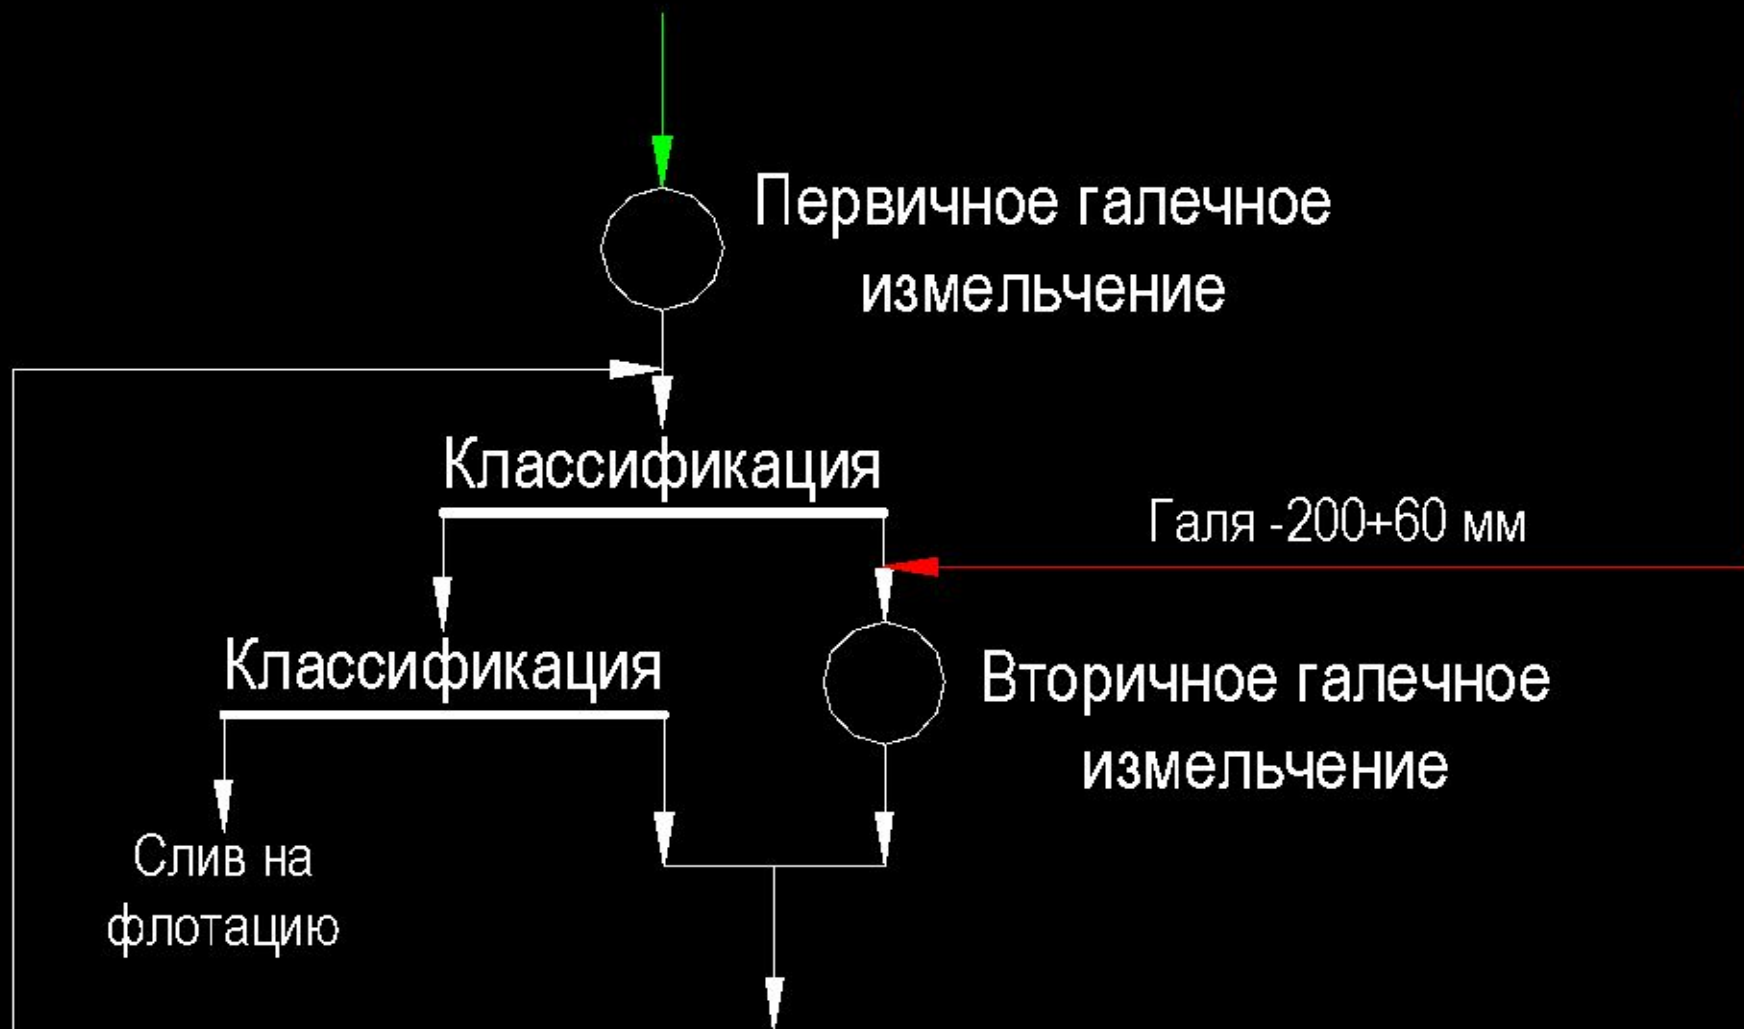 Первичное галечное
измельчение
Классификация
Галя -200+60 мм
Классификация
Вторичное галечное
измельчение
Слив на
флотацию